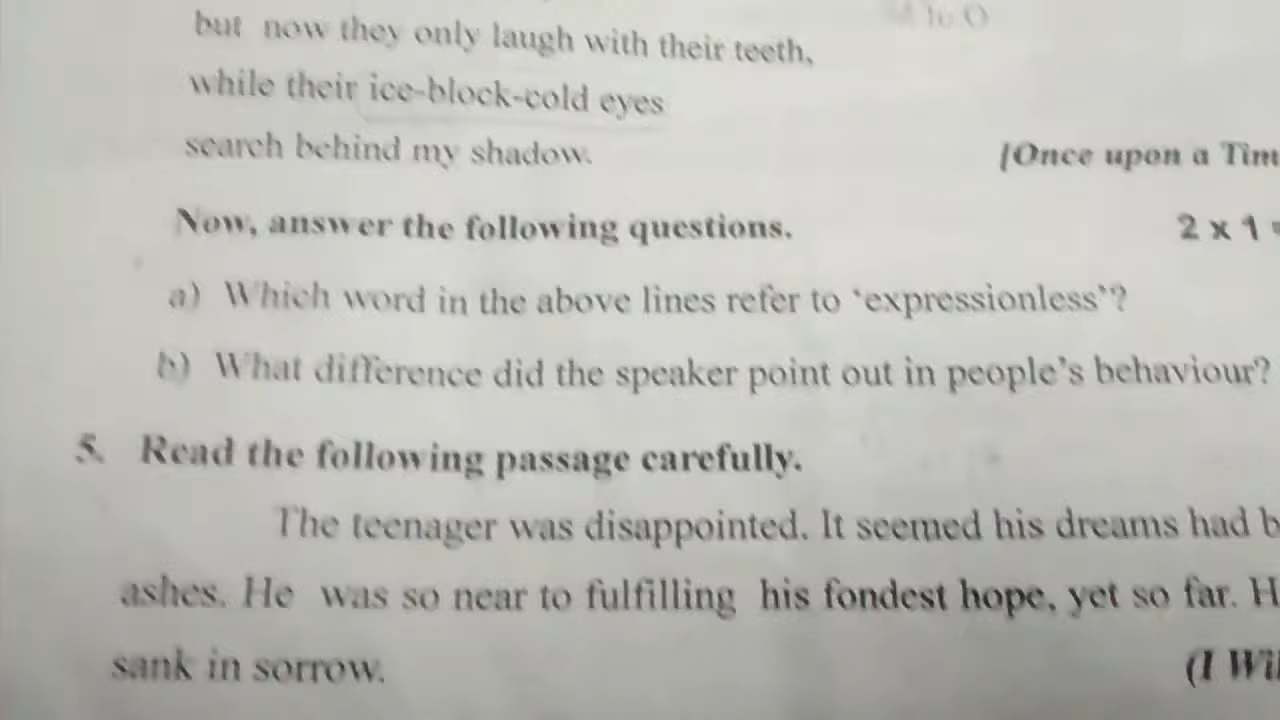 but now they only laugh with their teeth,
while their ice-block-cold eyes
search behind my shadow.
[Once upon a Tim
Now, answer the following questions.
2 x 1
a) Which word in the above lines refer to 'expressionless'?
b) What difference did the speaker point out in people's behaviour?
5. Read the following passage carefully.
The teenager was disappointed. It seemed his dreams had b
ashes. He was so near to fulfilling his fondest hope, yet so far. H
sank in sorrow.
(I Wil